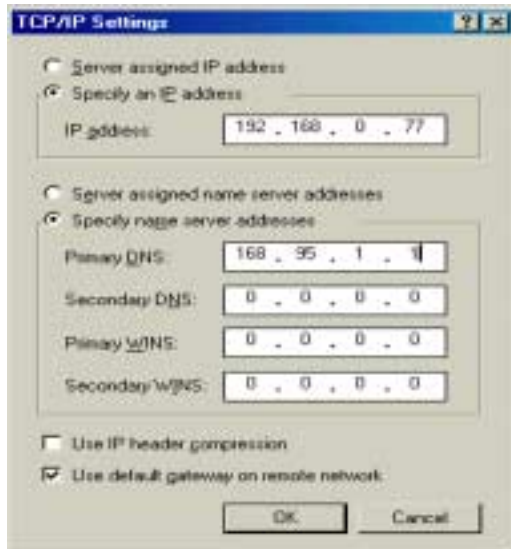 TCP/IP Settings
Server assigned IP address
Specify an IP address
IP address: 192 . 168 . 0 . 77
Server assigned name server addresses
Specify name server addresses
Primary DNS: 168 . 95 . 1 . 1
Secondary DNS: 0 . 0 . 0 . 0
Primary WINS: 0 . 0 . 0 . 0
Secondary WINS: 0 . 0 . 0 . 0
Use IP header compression
Use default gateway on remote network
OK Cancel